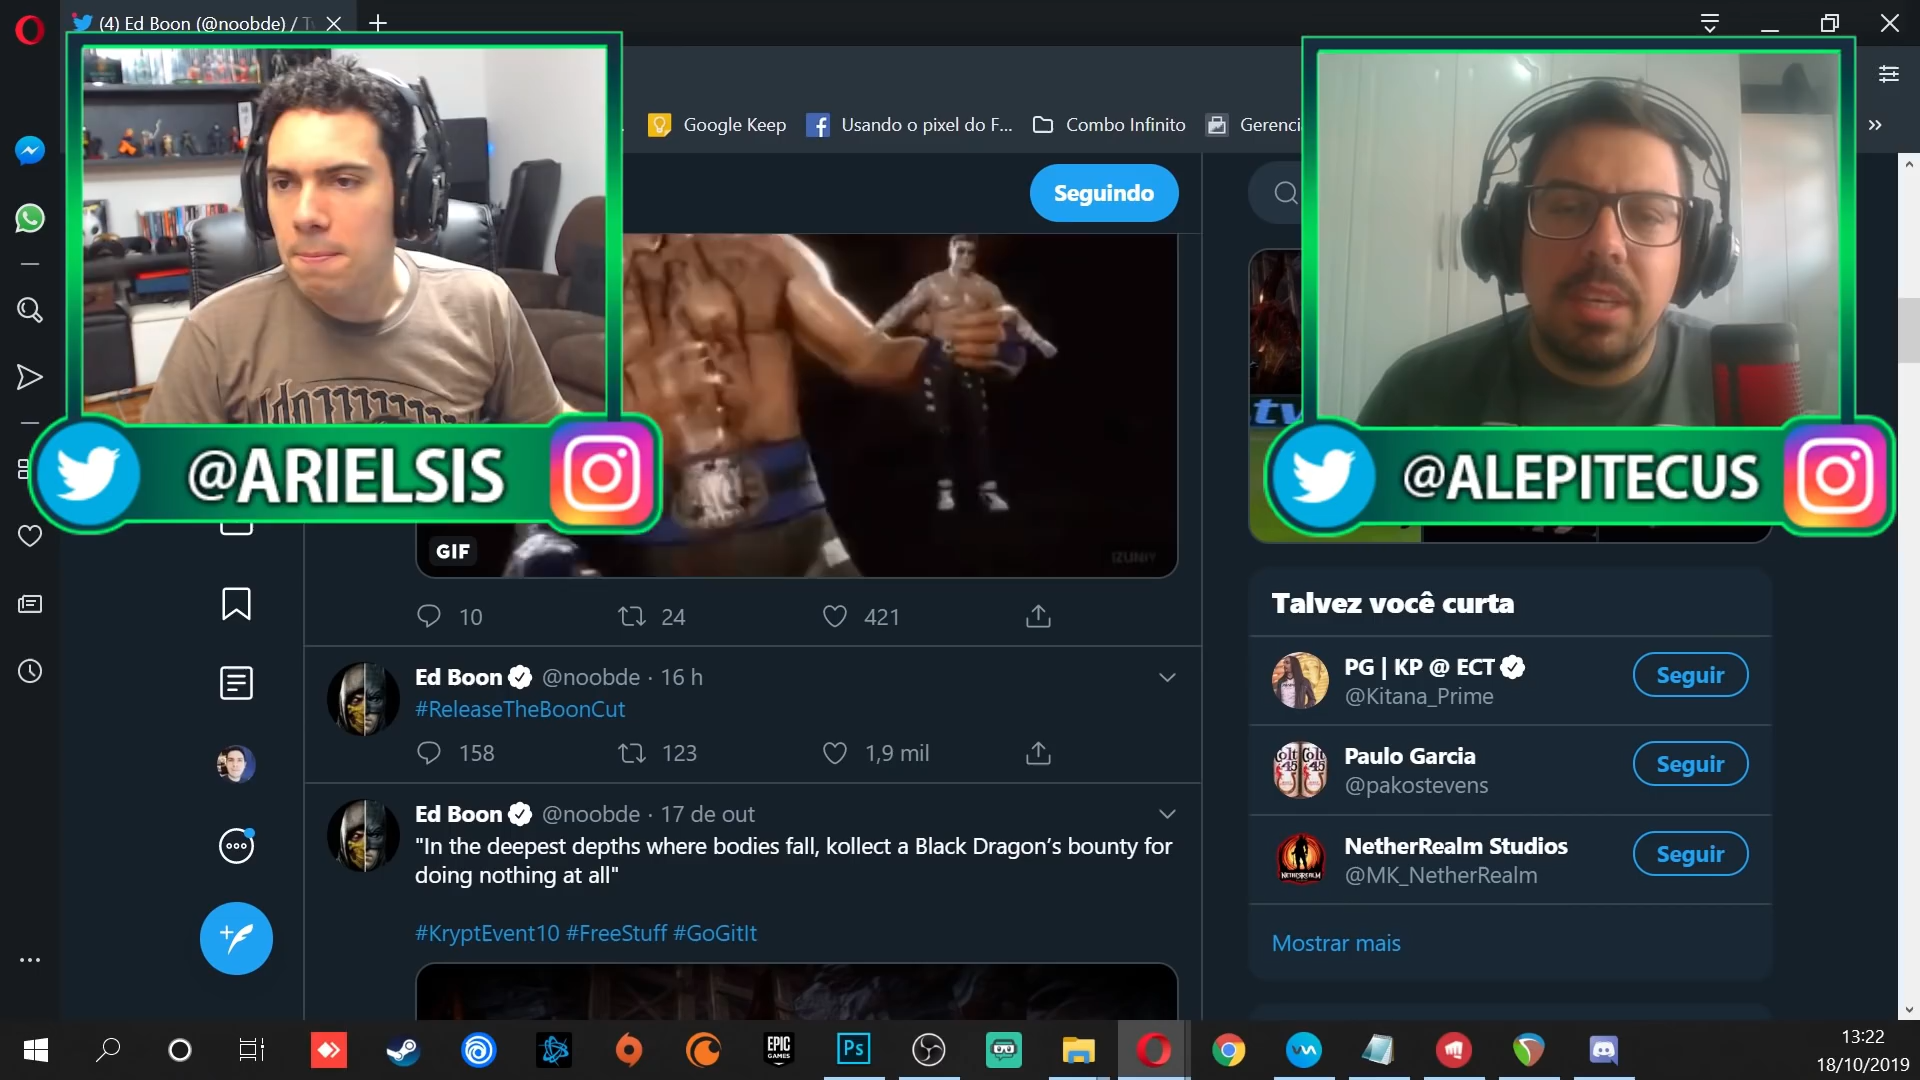 (4) Ed Boon (@noobde) / T
Google Keep
Usando o pixel do F...
Combo Infinito
Gerenci
Seguindo
@ARIELSIS
@ALEPITECUS
GIF
IZUNIY
10
24
421
Ed Boon @noobde · 16 h
#ReleaseTheBoonCut
158
123
1,9 mil
Ed Boon @noobde · 17 de out
"In the deepest depths where bodies fall, kollect a Black Dragon’s bounty for
doing nothing at all"
#KryptEvent10 #FreeStuff #GoGitIt
Talvez você curta
PG | KP @ ECT
@Kitana_Prime
Seguir
Paulo Garcia
@pakostevens
Seguir
NetherRealm Studios
@MK_NetherRealm
Seguir
Mostrar mais
EPIC
GAMES
Ps
13:22
18/10/2019